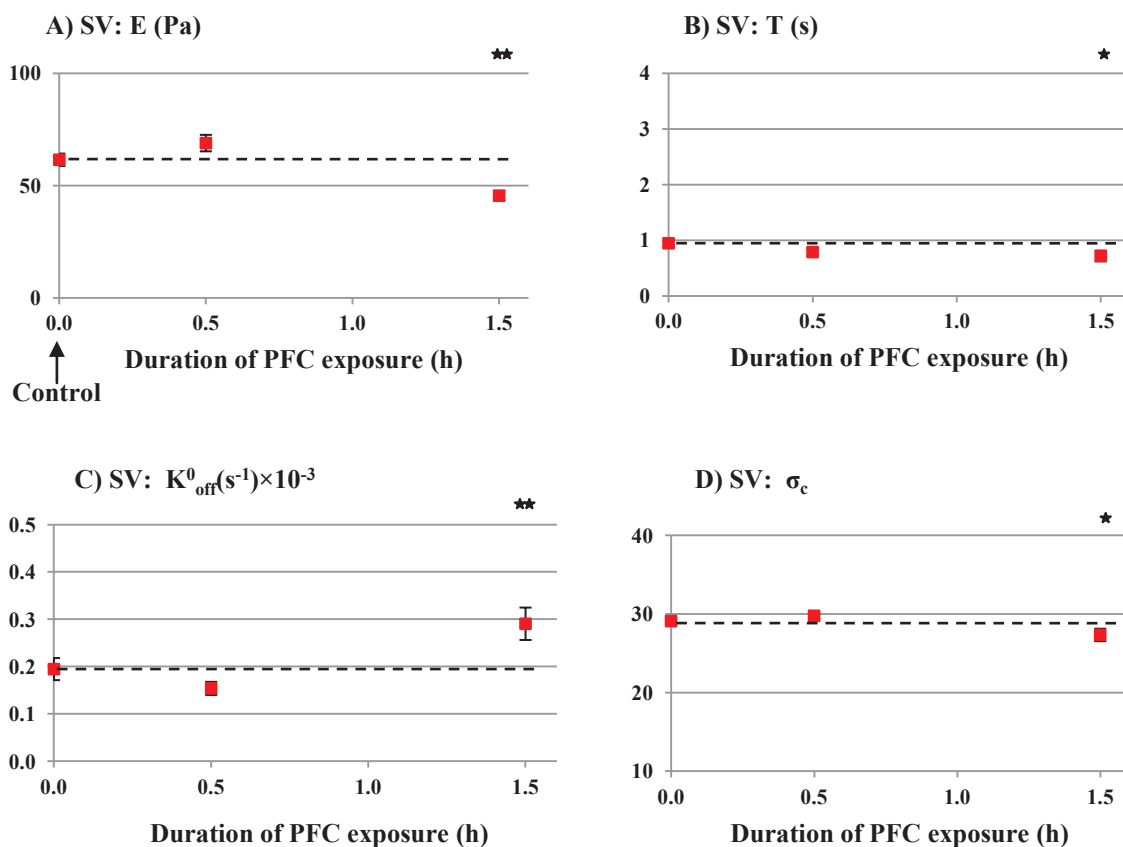 A) SV: E (Pa)
★★
100
50
0
0.0 0.5 1.0 1.5
Duration of PFC exposure (h)
Control
B) SV: T (s)
★
4
3
2
1
0
0.0 0.5 1.0 1.5
Duration of PFC exposure (h)
C) SV: K⁰off(s⁻¹)×10⁻³
★★
0.5
0.4
0.3
0.2
0.1
0.0
0.0 0.5 1.0 1.5
Duration of PFC exposure (h)
D) SV: σc
★
40
30
20
10
0.0 0.5 1.0 1.5
Duration of PFC exposure (h)